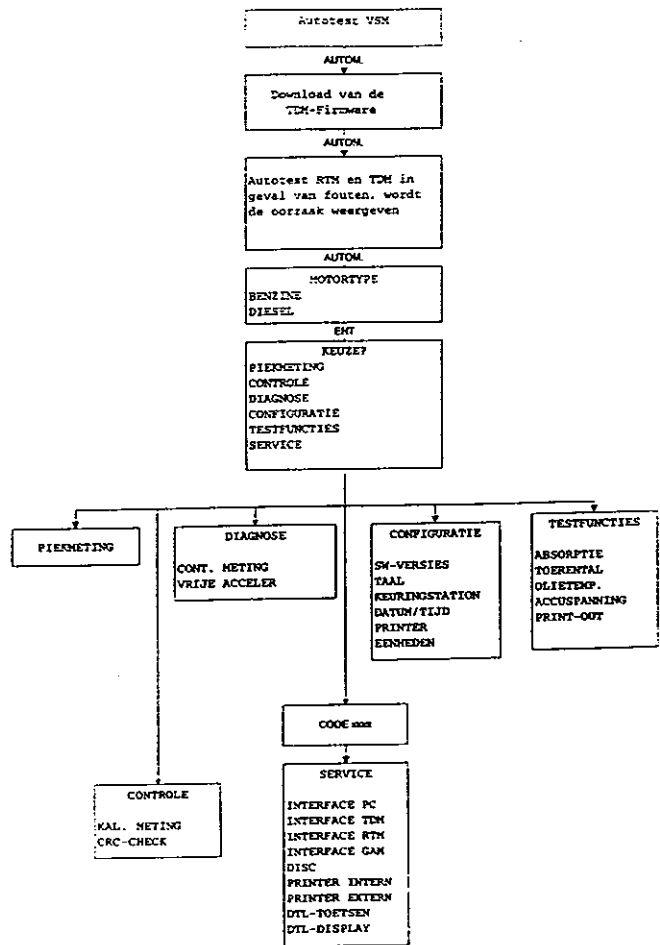 Autotest VSM
AUTOM.
Download van de
TDM-Firmware
AUTOM.
Autotest RTM en TDM in
geval van fouten, wordt
de oorzaak weergeven
AUTOM.
MOTORTYPE
BENZINE
DIESEL
ENT
KEUZE?
PIEKMETING
CONTROLE
DIAGNOSE
CONFIGURATIE
TESTFUNCTIES
SERVICE
PIEKMETING
DIAGNOSE
CONT. METING
VRIJE ACCELER
CONFIGURATIE
SW-VERSIES
TAAL
KEURINGSTATION
DATUM/TIJD
PRINTER
EENHEDEN
TESTFUNCTIES
ABSORPTIE
TOERENTAL
OLIETEMP.
ACCUSPANNING
PRINT-OUT
CODE
CONTROLE
KAL. METING
CRC-CHECK
SERVICE
INTERFACE PC
INTERFACE TDM
INTERFACE RTM
INTERFACE GAM
DISC
PRINTER INTERN
PRINTER EXTERN
DTL-TOETSEN
DTL-DISPLAY